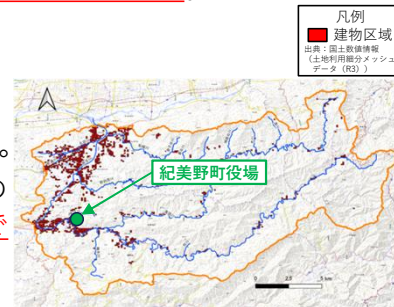 凡例
建物区域
出典：国土数値情報
（土地利用細分メッシュ
データ（R3））
。
の
で
紀美野町役場
0 2.5 5 km